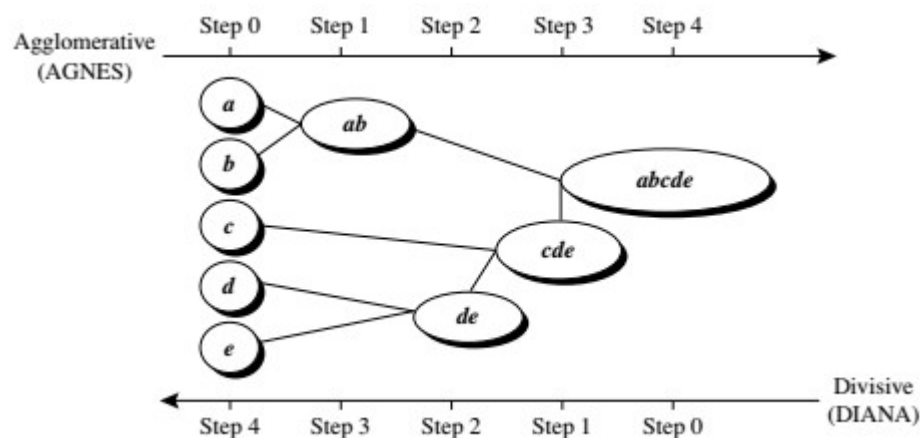 Step 0 Step 1 Step 2 Step 3 Step 4
Agglomerative
(AGNES)
a
ab
b
abcde
c
cde
d
de
e
Divisive
(DIANA)
Step 4 Step 3 Step 2 Step 1 Step 0